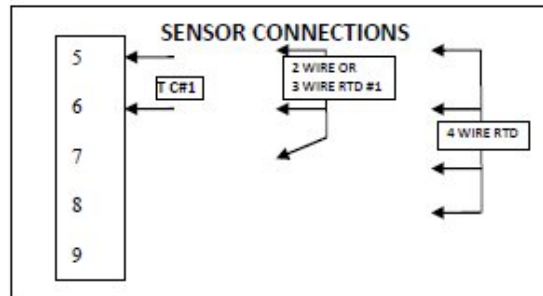 SENSOR CONNECTIONS
5
6
7
8
9
T C#1
2 WIRE OR
3 WIRE RTD #1
4 WIRE RTD